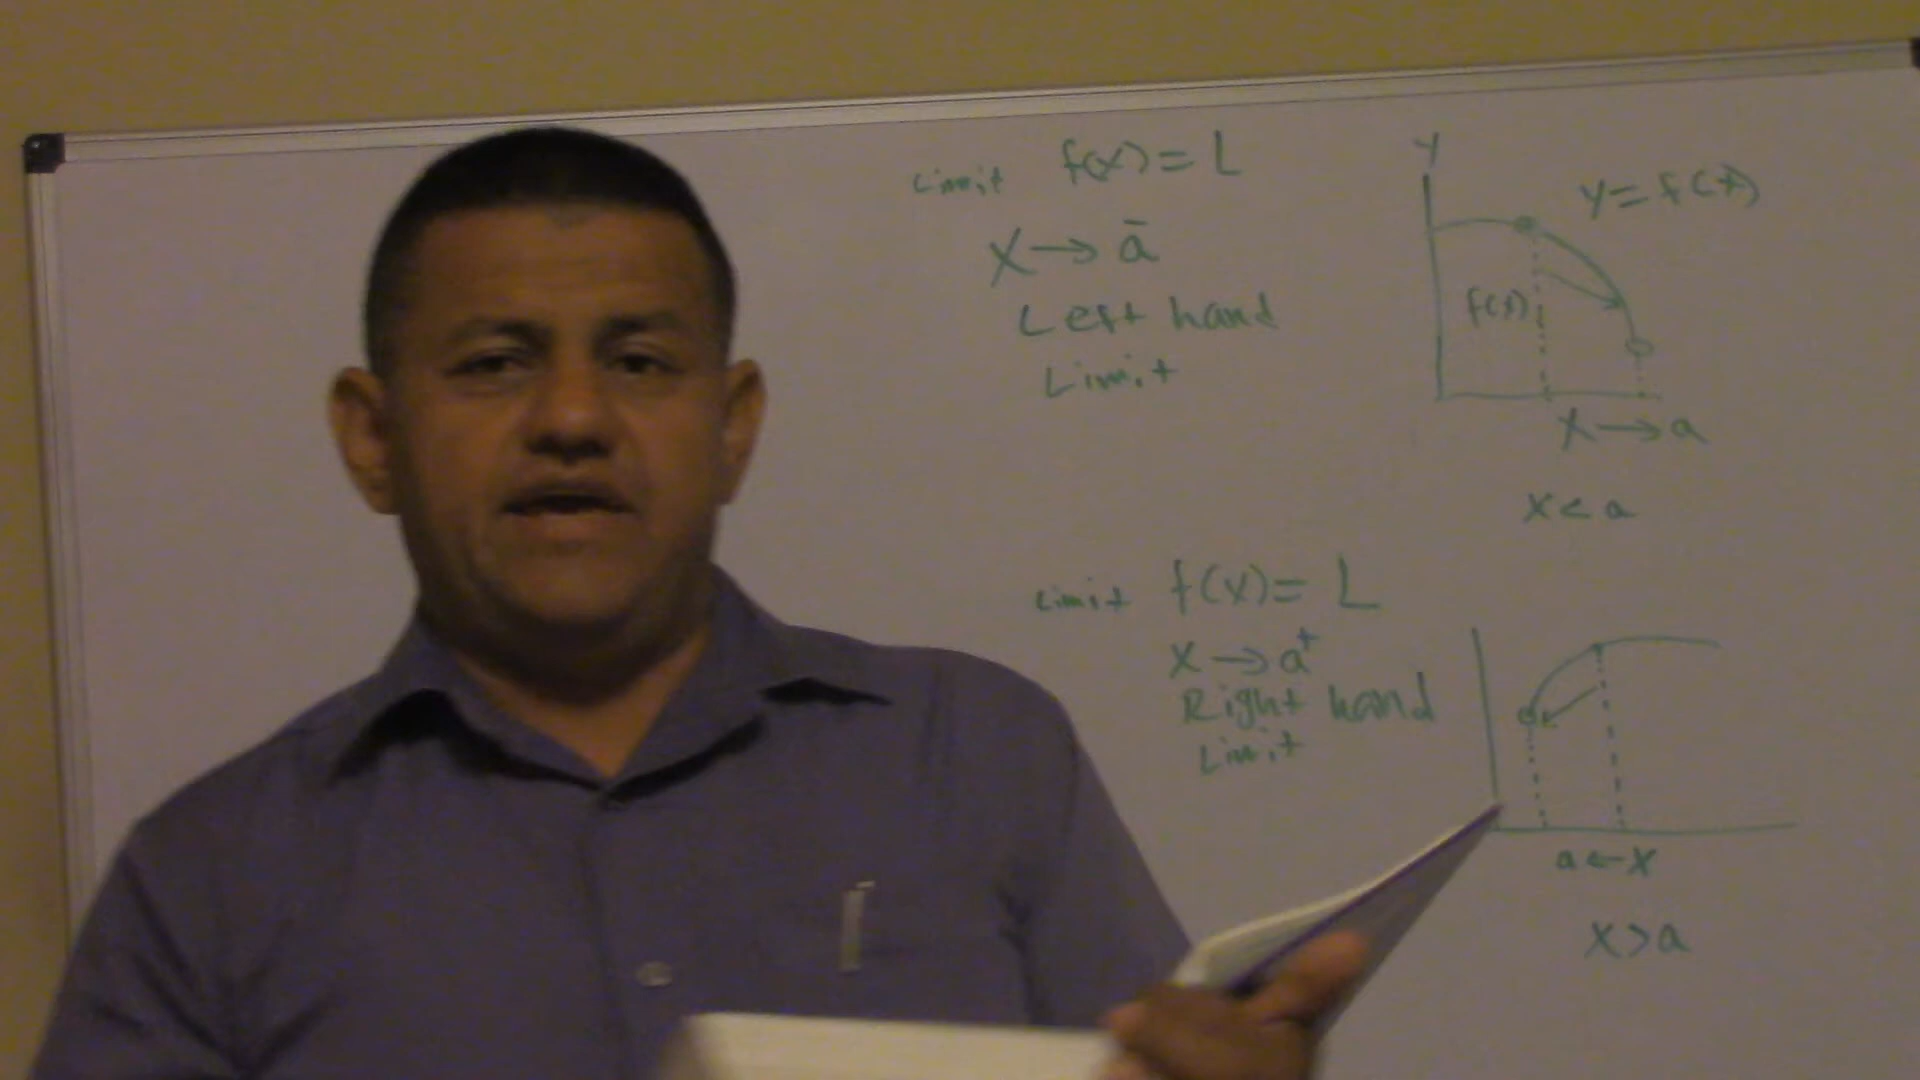 Limit f(x) = L
X → a⁻
Left hand
Limit
Y
y = f(x)
f(x)
X → a
x < a
Limit f(x) = L
X → a⁺
Right hand
Limit
a ← x
x > a